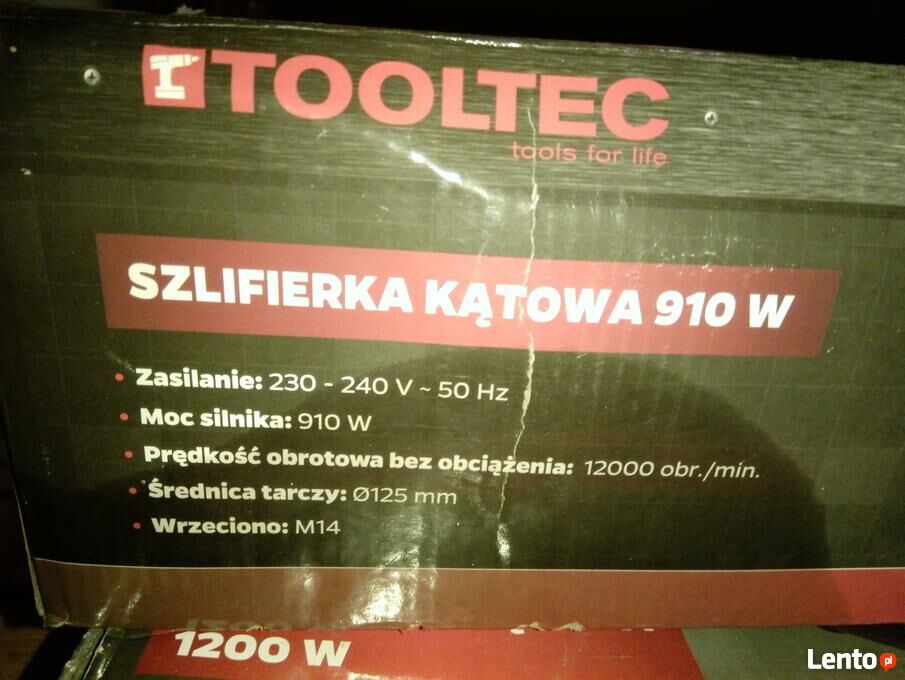 TOOLTEC
tools for life
SZLIFIERKA KĄTOWA 910 W
• Zasilanie: 230 - 240 V ~ 50 Hz
• Moc silnika: 910 W
• Prędkość obrotowa bez obciążenia: 12000 obr./min.
• Średnica tarczy: Ø125 mm
• Wrzeciono: M14
1200 W
Lento pl